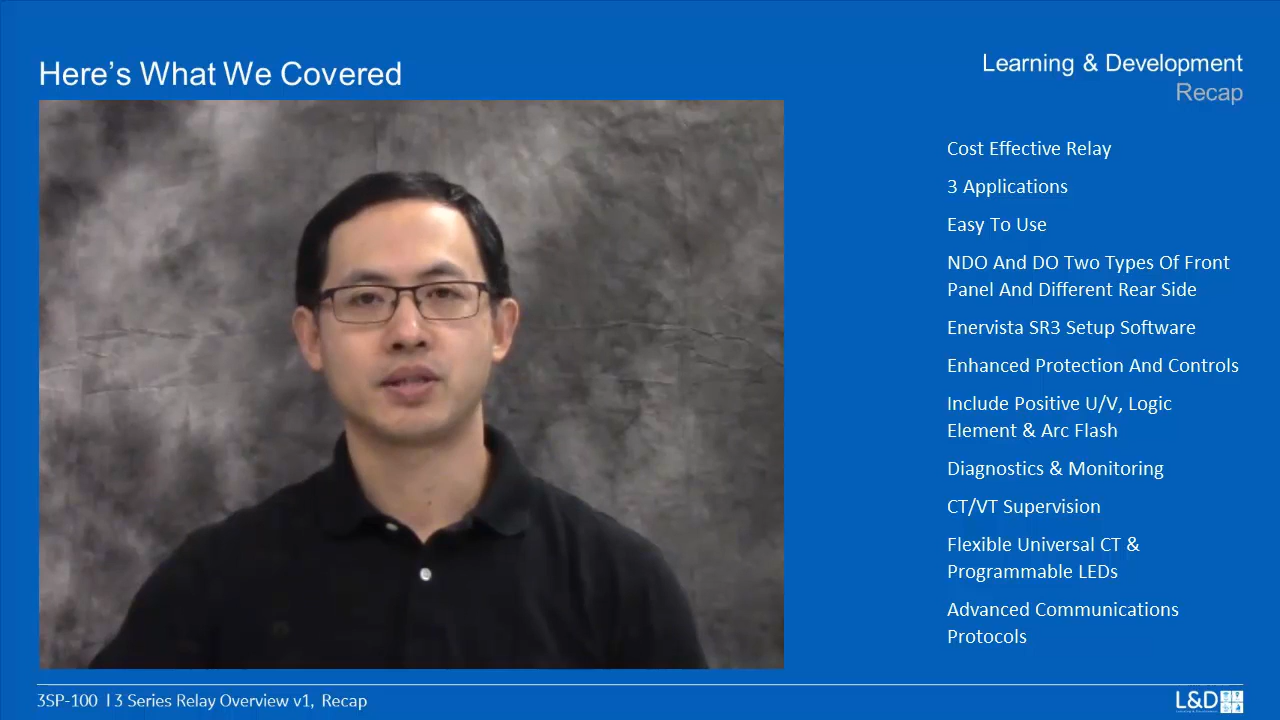 Here's What We Covered
Learning & Development
Recap
Cost Effective Relay
3 Applications
Easy To Use
NDO And DO Two Types Of Front
Panel And Different Rear Side
Enervista SR3 Setup Software
Enhanced Protection And Controls
Include Positive U/V, Logic
Element & Arc Flash
Diagnostics & Monitoring
CT/VT Supervision
Flexible Universal CT &
Programmable LEDs
Advanced Communications
Protocols
3SP-100 | 3 Series Relay Overview v1, Recap
L&D